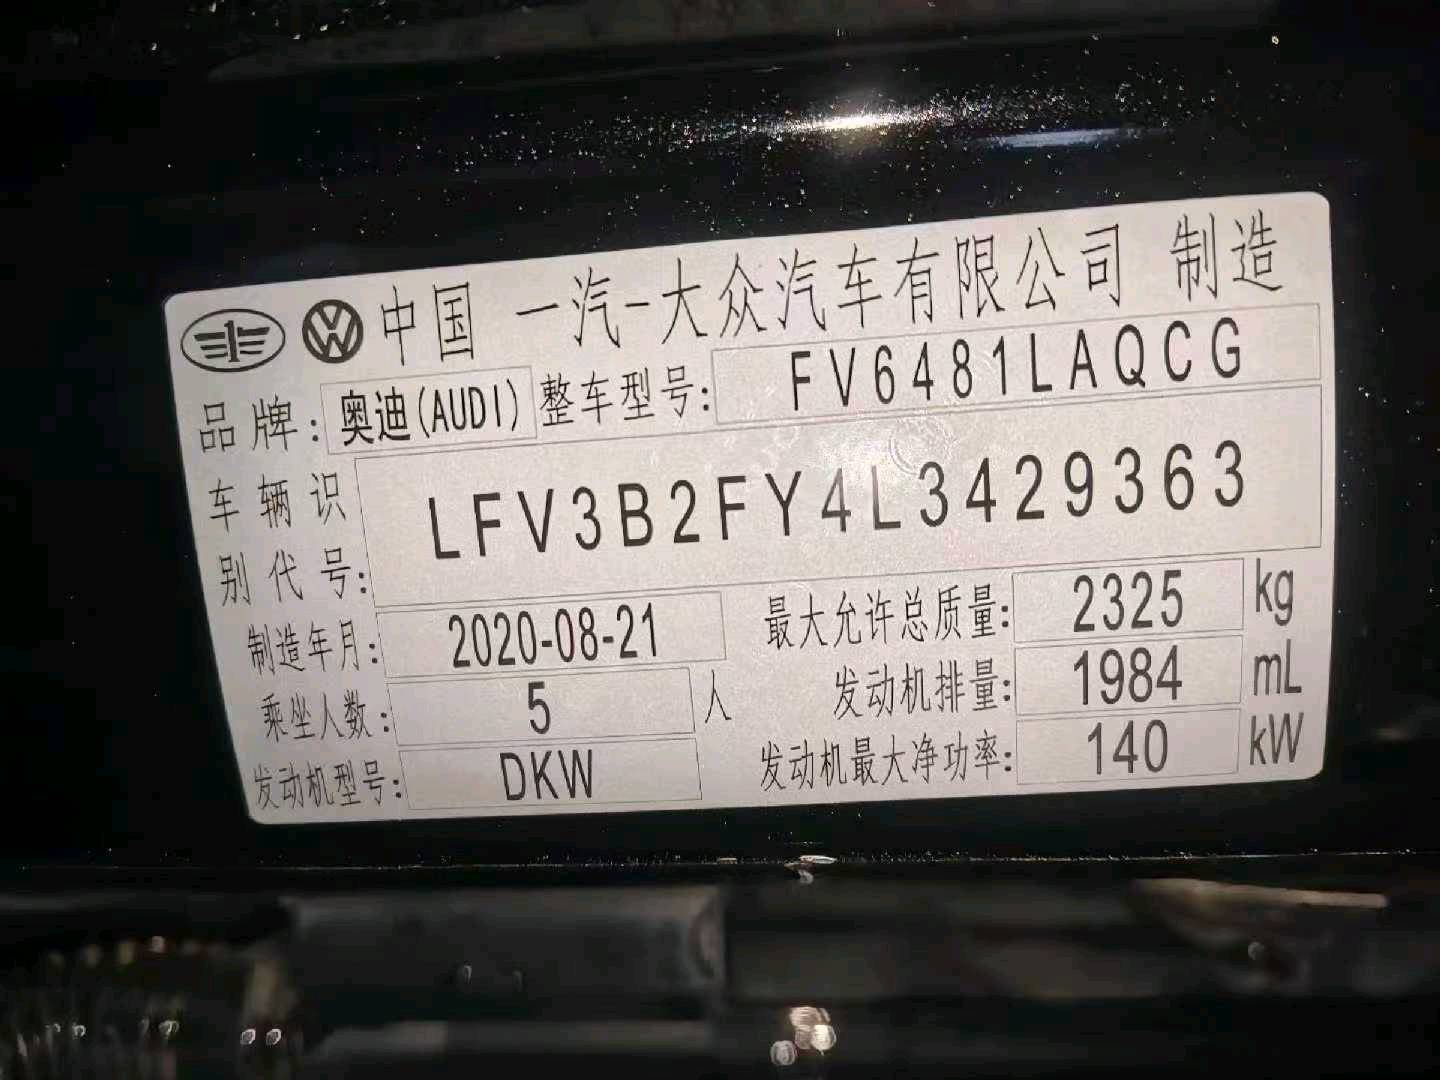 中国 一汽-大众汽车有限公司 制造
品牌: 奥迪(AUDI) 整车型号: FV6481LAQCG
车辆识别代号: LFV3B2FY4L3429363
制造年月: 2020-08-21 最大允许总质量: 2325 kg
乘坐人数: 5 人 发动机排量: 1984 mL
发动机型号: DKW 发动机最大净功率: 140 kW